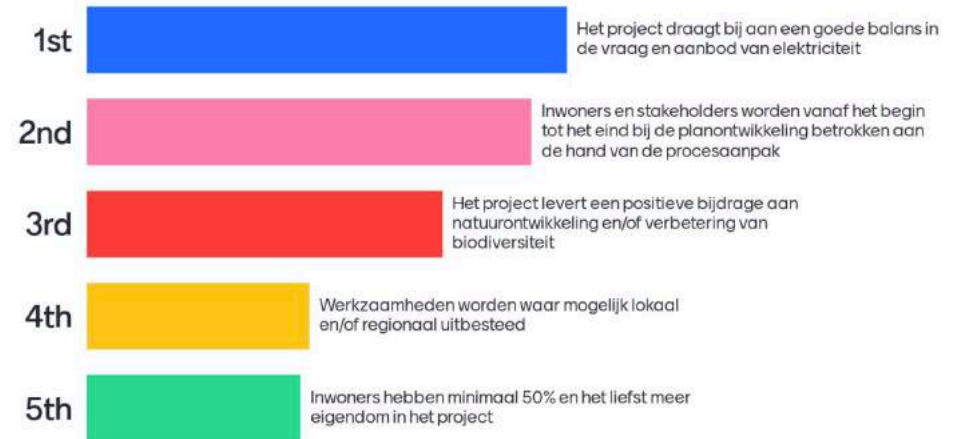 1st
Het project draagt bij aan een goede balans in
de vraag en aanbod van elektriciteit
2nd
Inwoners en stakeholders worden vanaf het begin
tot het eind bij de planontwikkeling betrokken aan
de hand van de procesaanpak
3rd
Het project levert een positieve bijdrage aan
natuurontwikkeling en/of verbetering van
biodiversiteit
4th
Werkzaamheden worden waar mogelijk lokaal
en/of regionaal uitbesteed
5th
Inwoners hebben minimaal 50% en het liefst meer
eigendom in het project